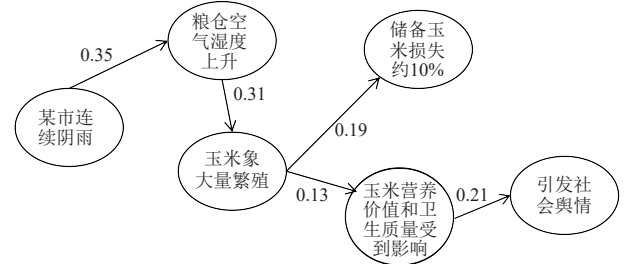 粮仓空
气湿度
上升
储备玉
米损失
约10%
0.35
某市连
续阴雨
0.31
0.19
玉米象
大量繁殖
0.13
玉米营养
价值和卫
生质量受
到影响
0.21
引发社
会舆情